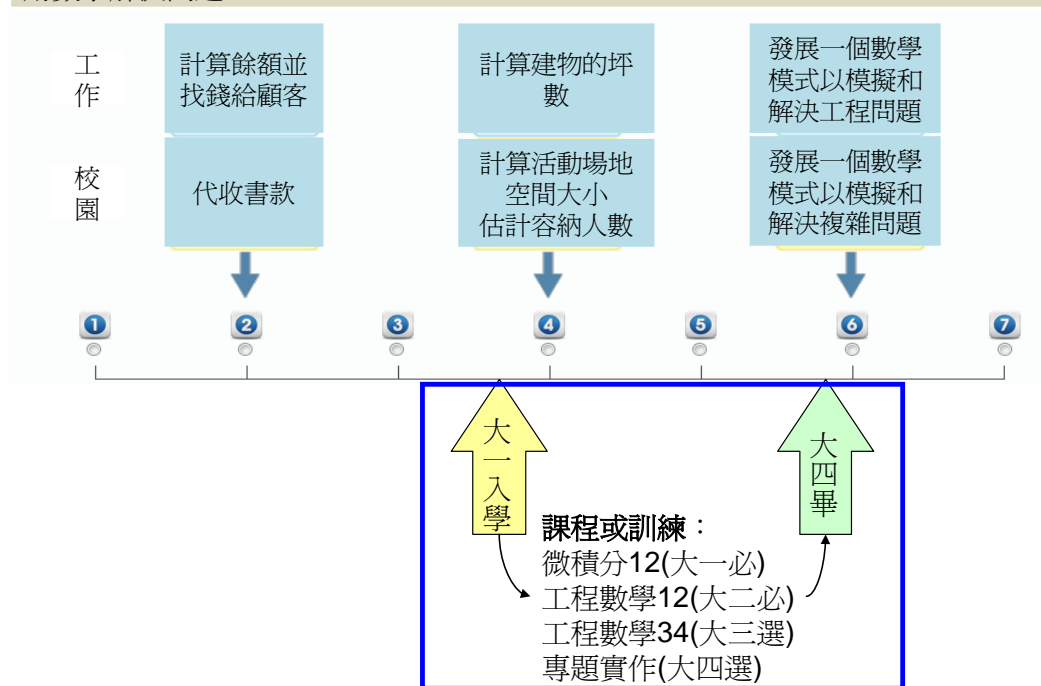 工作
計算餘額並
找錢給顧客
計算建物的坪
數
發展一個數學
模式以模擬和
解決工程問題
校園
代收書款
計算活動場地
空間大小
估計容納人數
發展一個數學
模式以模擬和
解決複雜問題
1 2 3 4 5 6 7
大一入學
大四畢
課程或訓練：
微積分12(大一必)
工程數學12(大二必)
工程數學34(大三選)
專題實作(大四選)